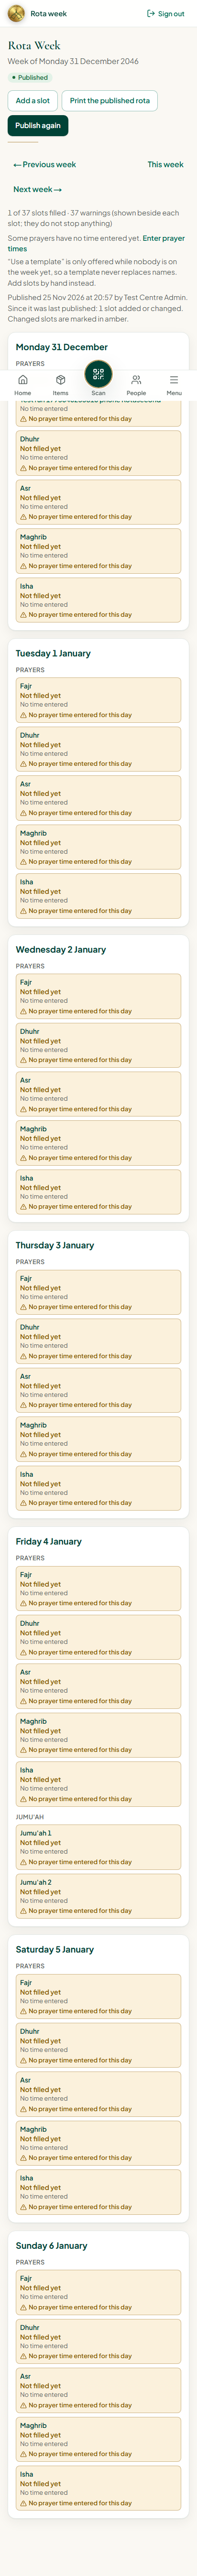 Rota week
Sign out
Rota Week
Week of Monday 31 December 2046
Published
Add a slot
Print the published rota
Publish again
← Previous week
This week
Next week →
1 of 37 slots filled · 37 warnings (shown beside each
slot; they do not stop anything)
Some prayers have no time entered yet. Enter prayer
times
“Use a template” is only offered while nobody is on
the week yet, so a template never replaces names.
Add slots by hand instead.
Published 25 Nov 2026 at 20:57 by Test Centre Admin.
Since it was last published: 1 slot added or changed.
Changed slots are marked in amber.
Monday 31 December
PRAYERS
Home
Items
Scan
People
Menu
No time entered
No prayer time entered for this day
Dhuhr
Not filled yet
No time entered
No prayer time entered for this day
Asr
Not filled yet
No time entered
No prayer time entered for this day
Maghrib
Not filled yet
No time entered
No prayer time entered for this day
Isha
Not filled yet
No time entered
No prayer time entered for this day
Tuesday 1 January
PRAYERS
Fajr
Not filled yet
No time entered
No prayer time entered for this day
Dhuhr
Not filled yet
No time entered
No prayer time entered for this day
Asr
Not filled yet
No time entered
No prayer time entered for this day
Maghrib
Not filled yet
No time entered
No prayer time entered for this day
Isha
Not filled yet
No time entered
No prayer time entered for this day
Wednesday 2 January
PRAYERS
Fajr
Not filled yet
No time entered
No prayer time entered for this day
Dhuhr
Not filled yet
No time entered
No prayer time entered for this day
Asr
Not filled yet
No time entered
No prayer time entered for this day
Maghrib
Not filled yet
No time entered
No prayer time entered for this day
Isha
Not filled yet
No time entered
No prayer time entered for this day
Thursday 3 January
PRAYERS
Fajr
Not filled yet
No time entered
No prayer time entered for this day
Dhuhr
Not filled yet
No time entered
No prayer time entered for this day
Asr
Not filled yet
No time entered
No prayer time entered for this day
Maghrib
Not filled yet
No time entered
No prayer time entered for this day
Isha
Not filled yet
No time entered
No prayer time entered for this day
Friday 4 January
PRAYERS
Fajr
Not filled yet
No time entered
No prayer time entered for this day
Dhuhr
Not filled yet
No time entered
No prayer time entered for this day
Asr
Not filled yet
No time entered
No prayer time entered for this day
Maghrib
Not filled yet
No time entered
No prayer time entered for this day
Isha
Not filled yet
No time entered
No prayer time entered for this day
JUMU'AH
Jumu'ah 1
Not filled yet
No time entered
No prayer time entered for this day
Jumu'ah 2
Not filled yet
No time entered
No prayer time entered for this day
Saturday 5 January
PRAYERS
Fajr
Not filled yet
No time entered
No prayer time entered for this day
Dhuhr
Not filled yet
No time entered
No prayer time entered for this day
Asr
Not filled yet
No time entered
No prayer time entered for this day
Maghrib
Not filled yet
No time entered
No prayer time entered for this day
Isha
Not filled yet
No time entered
No prayer time entered for this day
Sunday 6 January
PRAYERS
Fajr
Not filled yet
No time entered
No prayer time entered for this day
Dhuhr
Not filled yet
No time entered
No prayer time entered for this day
Asr
Not filled yet
No time entered
No prayer time entered for this day
Maghrib
Not filled yet
No time entered
No prayer time entered for this day
Isha
Not filled yet
No time entered
No prayer time entered for this day